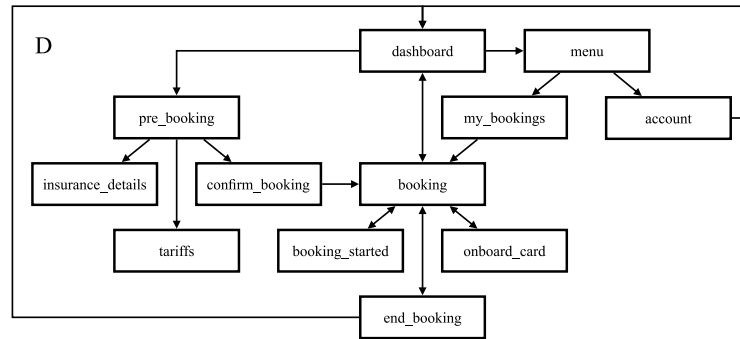 D
dashboard
menu
pre_booking
my_bookings
account
insurance_details
confirm_booking
booking
tariffs
booking_started
onboard_card
end_booking